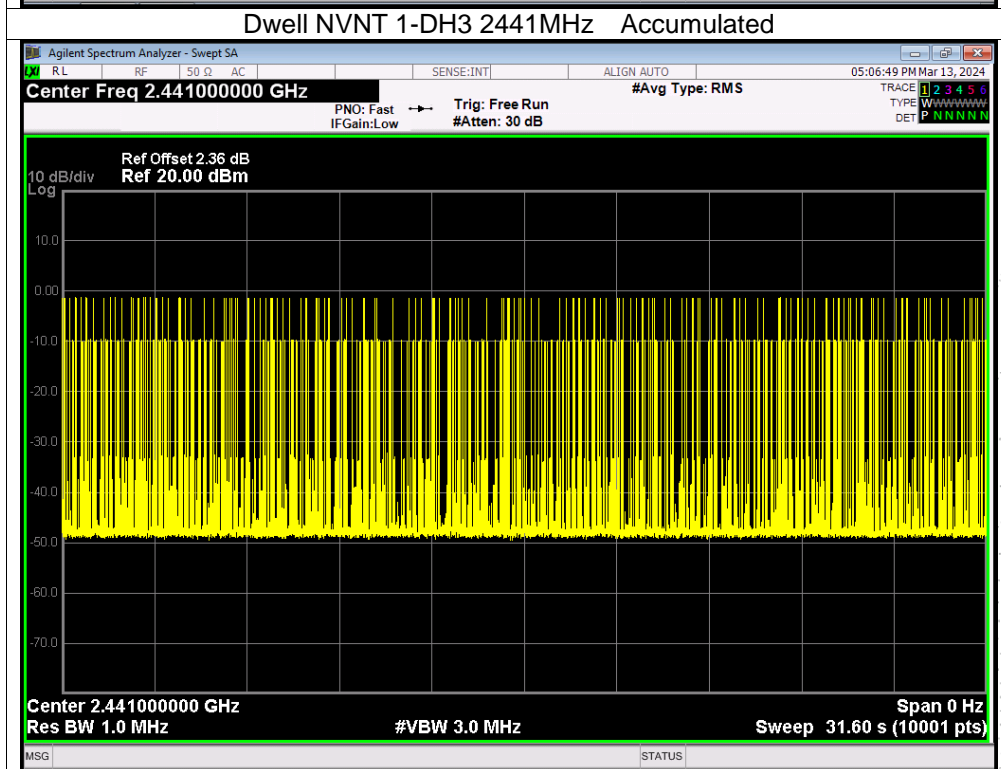 Dwell NVNT 1-DH3 2441MHz Accumulated
Agilent Spectrum Analyzer - Swept SA
LXI RL RF 50 Ω AC SENSE:INT ALIGN AUTO 05:06:49 PM Mar 13, 2024
Center Freq 2.441000000 GHz #Avg Type: RMS TRACE 1 2 3 4 5 6
PNO: Fast Trig: Free Run TYPE WWWWWW
IFGain:Low #Atten: 30 dB DET P N N N N N
Ref Offset 2.36 dB
10 dB/div Ref 20.00 dBm
Log
10.0
0.00
-10.0
-20.0
-30.0
-40.0
-50.0
-60.0
-70.0
Center 2.441000000 GHz Span 0 Hz
Res BW 1.0 MHz #VBW 3.0 MHz Sweep 31.60 s (10001 pts)
MSG STATUS